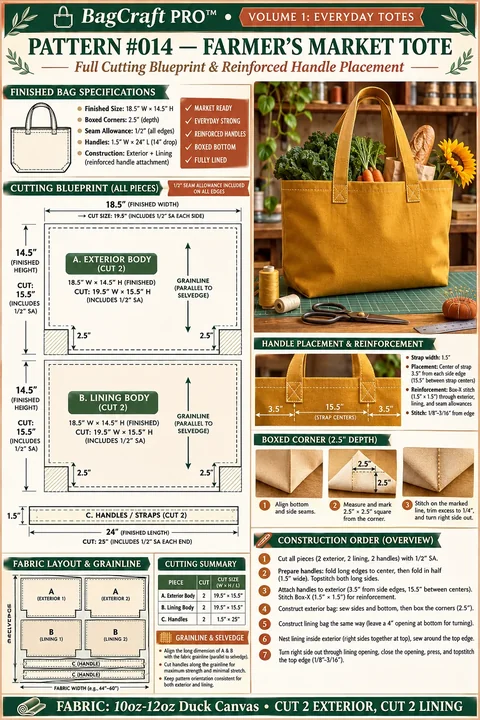 BagCraft PRO™ • VOLUME 1: EVERYDAY TOTES
PATTERN #014 — FARMER'S MARKET TOTE
Full Cutting Blueprint & Reinforced Handle Placement
FINISHED BAG SPECIFICATIONS
Finished Size: 18.5" W × 14.5" H
Boxed Corners: 2.5" (depth)
Seam Allowance: 1/2" (all edges)
Handles: 1.5" W × 24" L (14" drop)
Construction: Exterior + Lining
(reinforced handle attachment)
✓ MARKET READY
✓ EVERYDAY STRONG
✓ REINFORCED HANDLES
✓ BOXED BOTTOM
✓ FULLY LINED
CUTTING BLUEPRINT (ALL PIECES)
1/2" SEAM ALLOWANCE INCLUDED
ON ALL EDGES
18.5" (FINISHED WIDTH)
→ CUT SIZE: 19.5" (INCLUDES 1/2" SA EACH SIDE)
14.5"
(FINISHED
HEIGHT)
CUT:
15.5"
(INCLUDES
1/2" SA)
A. EXTERIOR BODY
(CUT 2)
18.5" W × 14.5" H (FINISHED)
CUT: 19.5" W × 15.5" H
(INCLUDES 1/2" SA)
GRAINLINE
(PARALLEL TO
SELVEDGE)
2.5"
2.5"
14.5"
(FINISHED
HEIGHT)
CUT:
15.5"
(INCLUDES
1/2" SA)
B. LINING BODY
(CUT 2)
18.5" W × 14.5" H (FINISHED)
CUT: 19.5" W × 15.5" H
(INCLUDES 1/2" SA)
GRAINLINE
(PARALLEL TO
SELVEDGE)
2.5"
2.5"
1.5"
C. HANDLES / STRAPS (CUT 2)
24" (FINISHED LENGTH)
CUT: 25" (INCLUDES 1/2" SA EACH END)
HANDLE PLACEMENT & REINFORCEMENT
3.5"
15.5"
(STRAP CENTERS)
3.5"
Strap width: 1.5"
Placement: Center of strap
3.5" from each side edge
(15.5" between strap centers)
Reinforcement: Box-X stitch
(1.5" × 1.5") through exterior,
lining, and seam allowances
Stitch: 1/8"-3/16" from edge
BOXED CORNER (2.5" DEPTH)
2.5"
2.5"
1 Align bottom
and side seams.
2 Measure and mark
2.5" × 2.5" square
from the corner.
3 Stitch on the marked
line, trim excess to 1/4",
and turn right side out.
CONSTRUCTION ORDER (OVERVIEW)
1 Cut all pieces (2 exterior, 2 lining, 2 handles) with 1/2" SA.
2 Prepare handles: fold long edges to center, then fold in half
(1.5" wide). Topstitch both long sides.
3 Attach handles to exterior (3.5" from side edges, 15.5" between centers).
Stitch Box-X (1.5" × 1.5") for reinforcement.
4 Construct exterior bag: sew sides and bottom, then box the corners (2.5").
5 Construct lining bag the same way (leave a 4" opening at bottom for turning).
6 Nest lining inside exterior (right sides together at top), sew around the top edge.
7 Turn right side out through lining opening, close the opening, press, and topstitch
the top edge (1/8"-3/16").
FABRIC LAYOUT & GRAINLINE
SELVEDGE
A
(EXTERIOR 1)
A
(EXTERIOR 2)
B
(LINING 1)
B
(LINING 2)
C (HANDLE)
C (HANDLE)
FABRIC WIDTH (e.g., 44"-60")
CUTTING SUMMARY
PIECE CUT CUT SIZE
(W × H / L)
A. Exterior Body 2 19.5" × 15.5"
B. Lining Body 2 19.5" × 15.5"
C. Handles 2 1.5" × 25"
GRAINLINE & SELVEDGE
Align the long dimension of A & B
with the fabric grainline (parallel to selvedge).
Cut handles along the grainline for
maximum strength and minimal stretch.
Keep pattern orientation consistent
for both exterior and lining.
FABRIC: 10oz-12oz Duck Canvas • CUT 2 EXTERIOR, CUT 2 LINING